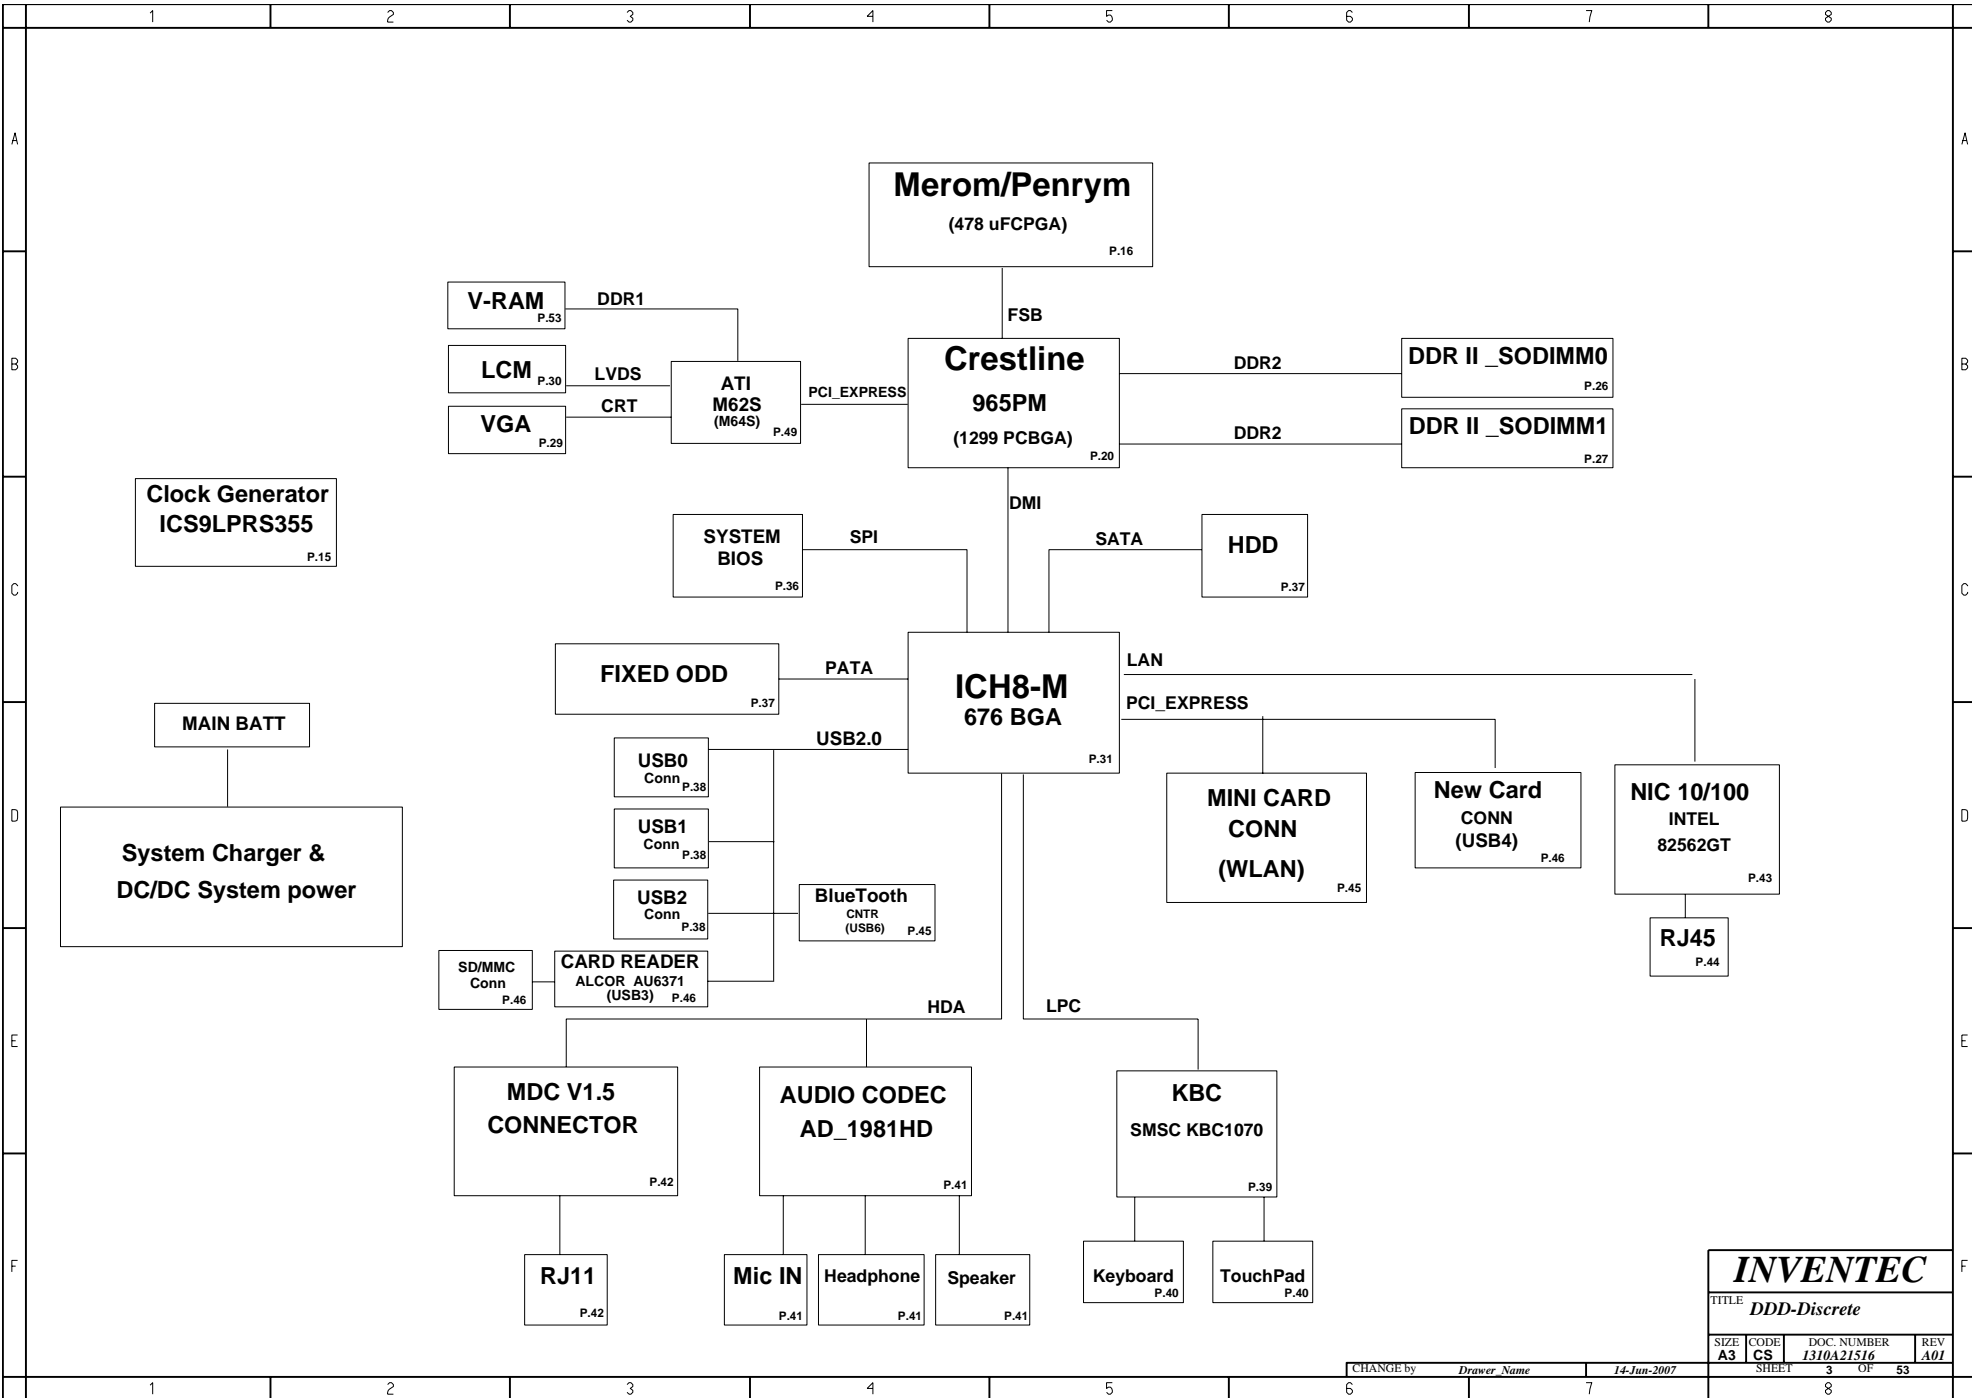 1 2 3 4 5 6 7 8
A A
Merom/Penrym
(478 uFCPGA)
P.16
V-RAM
P.53
DDR1
FSB
B B
LCM
P.30
LVDS
VGA
P.29
CRT
ATI
M62S
(M64S)
P.49
PCI_EXPRESS
Crestline
965PM
(1299 PCBGA)
P.20
DDR2
DDR II _SODIMM0
P.26
DDR2
DDR II _SODIMM1
P.27
Clock Generator
ICS9LPRS355
P.15
DMI
SYSTEM
BIOS
P.36
SPI
SATA
HDD
P.37
C C
FIXED ODD
P.37
PATA
ICH8-M
676 BGA
P.31
LAN
PCI_EXPRESS
USB2.0
MAIN BATT
System Charger &
DC/DC System power
USB0
Conn
P.38
USB1
Conn
P.38
USB2
Conn
P.38
BlueTooth
CNTR
(USB6)
P.45
D D
MINI CARD
CONN
(WLAN)
P.45
New Card
CONN
(USB4)
P.46
NIC 10/100
INTEL
82562GT
P.43
RJ45
P.44
SD/MMC
Conn
P.46
CARD READER
ALCOR AU6371
(USB3) P.46
HDA
LPC
E E
MDC V1.5
CONNECTOR
P.42
AUDIO CODEC
AD_1981HD
P.41
KBC
SMSC KBC1070
P.39
F F
RJ11
P.42
Mic IN
P.41
Headphone
P.41
Speaker
P.41
Keyboard
P.40
TouchPad
P.40
INVENTEC
TITLE DDD-Discrete
SIZE CODE DOC. NUMBER REV
A3 CS 1310A21516 A01
CHANGE by Drawer_Name 14-Jun-2007 SHEET 3 OF 53
1 2 3 4 5 6 7 8